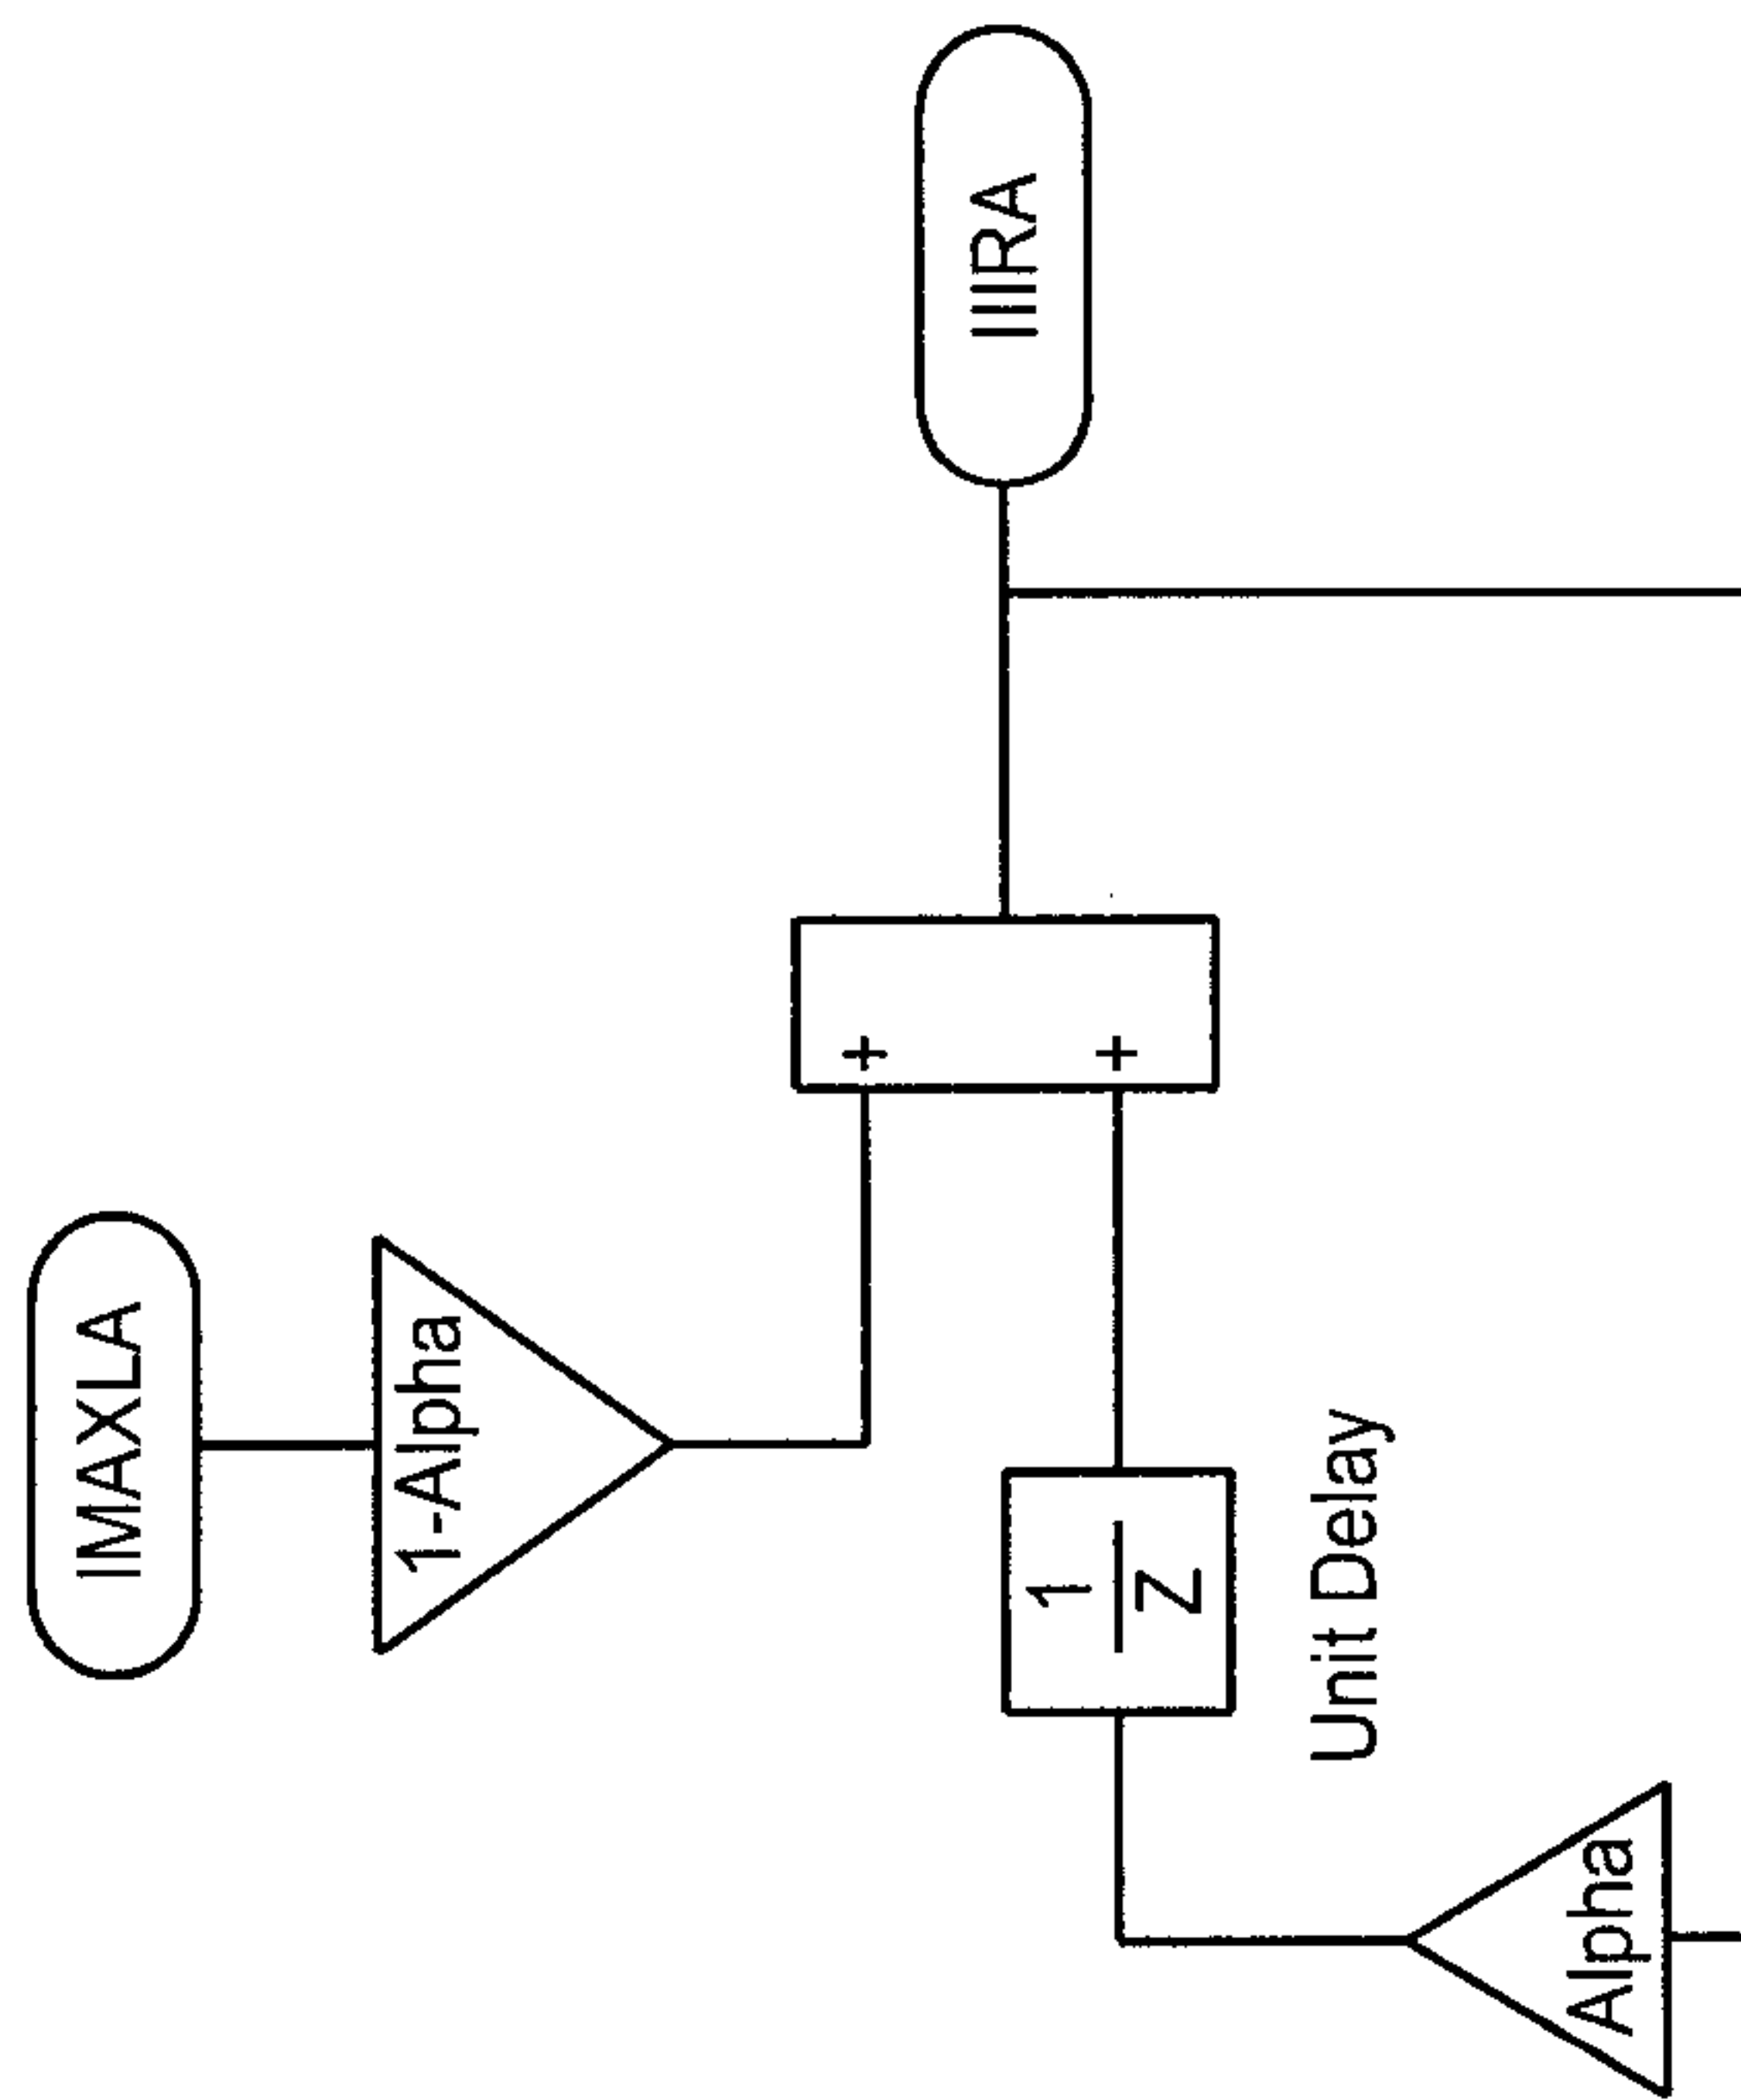 IMAXLA
1-Alpha
+
+
IIIRA
1
Z
Unit Delay
Alpha